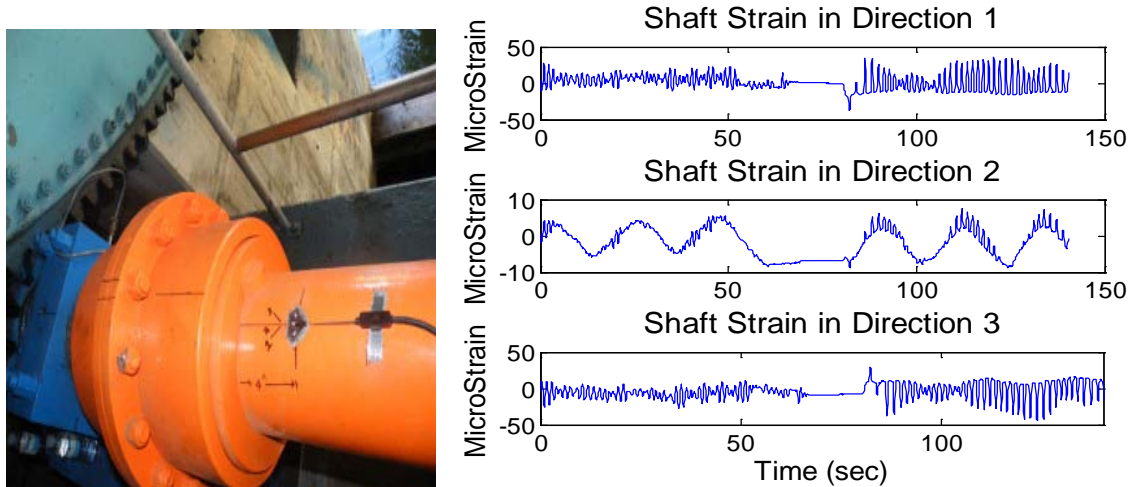 Shaft Strain in Direction 1
MicroStrain
50
0
-50
0 50 100 150
Shaft Strain in Direction 2
MicroStrain
10
0
-10
0 50 100 150
Shaft Strain in Direction 3
MicroStrain
50
0
-50
0 50 100
Time (sec)
4"